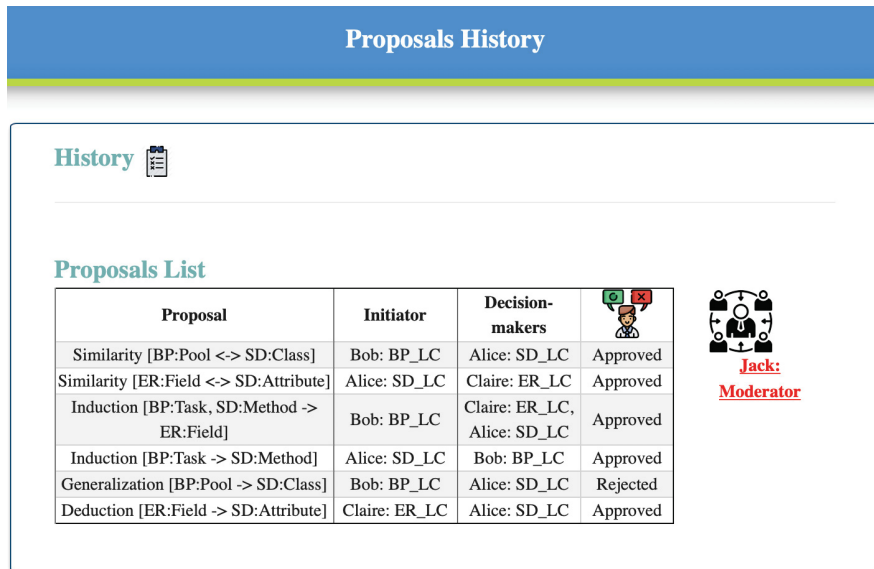 Proposals History
History
Proposals List
Proposal Initiator Decision-makers
Similarity [BP:Pool <-> SD:Class] Bob: BP_LC Alice: SD_LC Approved
Similarity [ER:Field <-> SD:Attribute] Alice: SD_LC Claire: ER_LC Approved
Induction [BP:Task, SD:Method -> ER:Field] Bob: BP_LC Claire: ER_LC, Alice: SD_LC Approved
Induction [BP:Task -> SD:Method] Alice: SD_LC Bob: BP_LC Approved
Generalization [BP:Pool -> SD:Class] Bob: BP_LC Alice: SD_LC Rejected
Deduction [ER:Field -> SD:Attribute] Claire: ER_LC Alice: SD_LC Approved
Jack:
Moderator